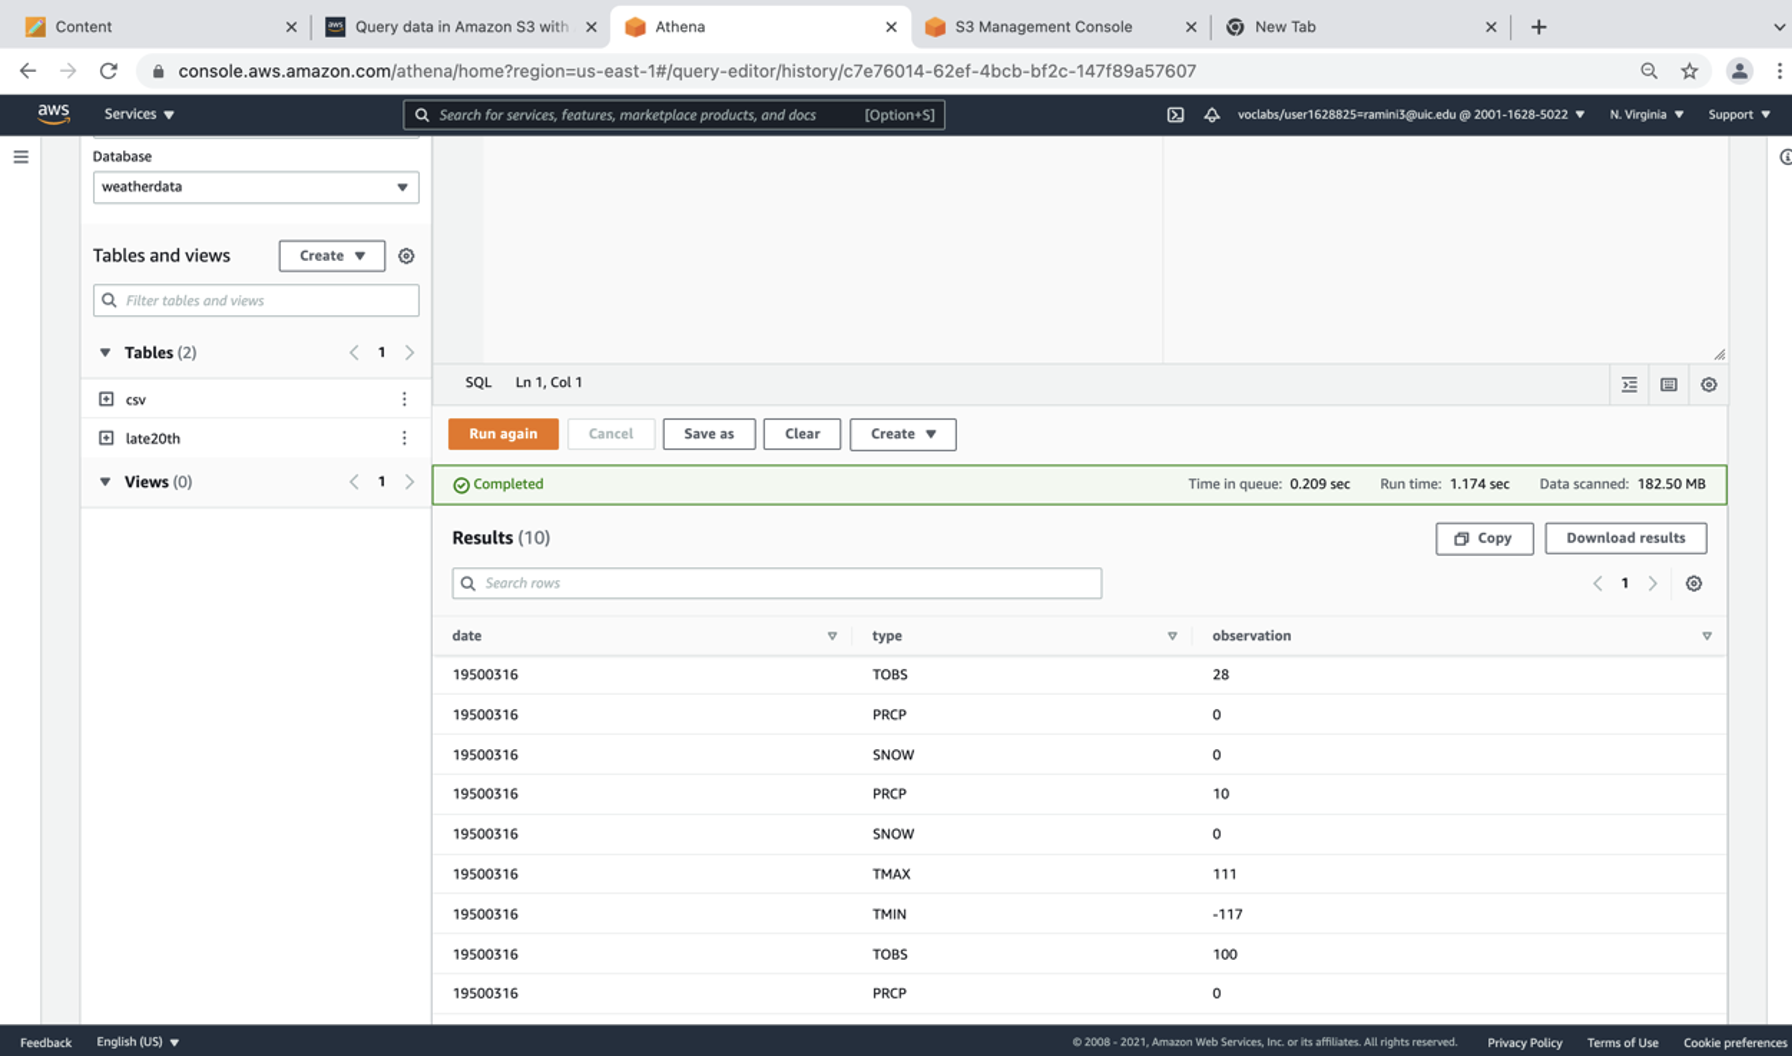 Content
Query data in Amazon S3 with
Athena
S3 Management Console
New Tab
console.aws.amazon.com/athena/home?region=us-east-1#/query-editor/history/c7e76014-62ef-4bcb-bf2c-147f89a57607
aws
Services
Search for services, features, marketplace products, and docs
[Option+S]
voclabs/user1628825=ramini3@uic.edu @ 2001-1628-5022
N. Virginia
Support
Database
weatherdata
Tables and views
Create
Filter tables and views
Tables (2)
1
csv
late20th
Views (0)
1
SQL Ln 1, Col 1
Run again
Cancel
Save as
Clear
Create
Completed
Time in queue: 0.209 sec
Run time: 1.174 sec
Data scanned: 182.50 MB
Results (10)
Copy
Download results
Search rows
1
date type observation
19500316 TOBS 28
19500316 PRCP 0
19500316 SNOW 0
19500316 PRCP 10
19500316 SNOW 0
19500316 TMAX 111
19500316 TMIN -117
19500316 TOBS 100
19500316 PRCP 0
Feedback
English (US)
© 2008 - 2021, Amazon Web Services, Inc. or its affiliates. All rights reserved.
Privacy Policy
Terms of Use
Cookie preferences